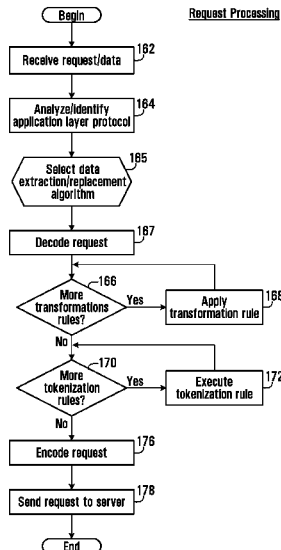 Begin
Request Processing
162
Receive request/data
164
Analyze/identify
application layer protocol
165
Select data
extraction/replacement
algorithm
167
Decode request
166
More
transformations
rules?
Yes
168
Apply
transformation rule
No
170
More
tokenization
rules?
Yes
172
Execute
tokenization rule
No
176
Encode request
178
Send request to server
End